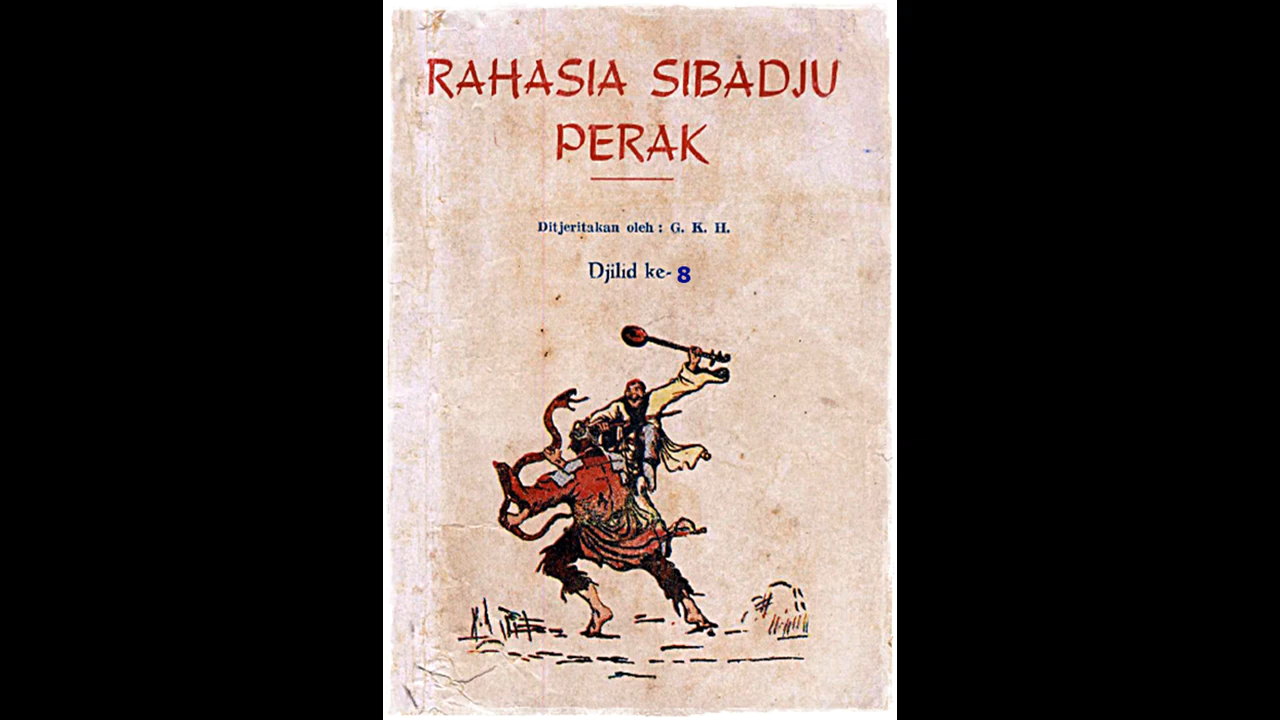 RAHASIA SIBADJU
PERAK
Ditjeritakan oleh : G. K. H.
Djilid ke- 8